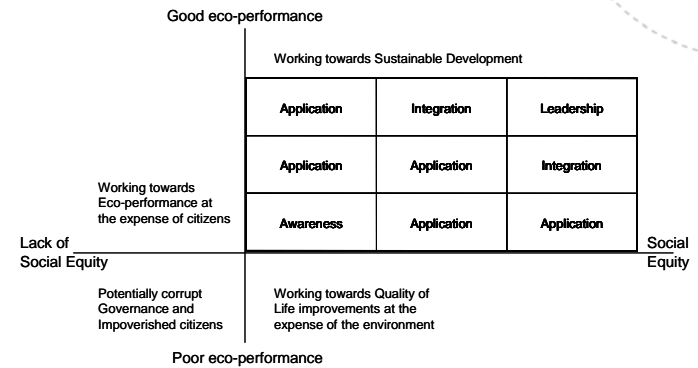 Good eco-performance
Working towards Sustainable Development
Application Integration Leadership
Application Application Integration
Working towards
Eco-performance at
the expense of citizens
Awareness Application Application
Lack of
Social Equity
Social
Equity
Potentially corrupt
Governance and
Impoverished citizens
Working towards Quality of
Life improvements at the
expense of the environment
Poor eco-performance